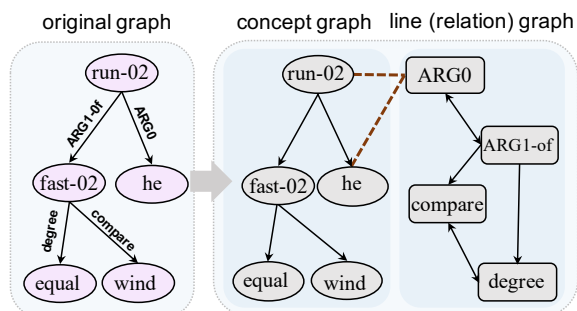 original graph
concept graph
line (relation) graph
run-02
ARG1-0f
ARG0
fast-02
he
degree
compare
equal
wind
run-02
fast-02
he
equal
wind
ARG0
ARG1-of
compare
degree